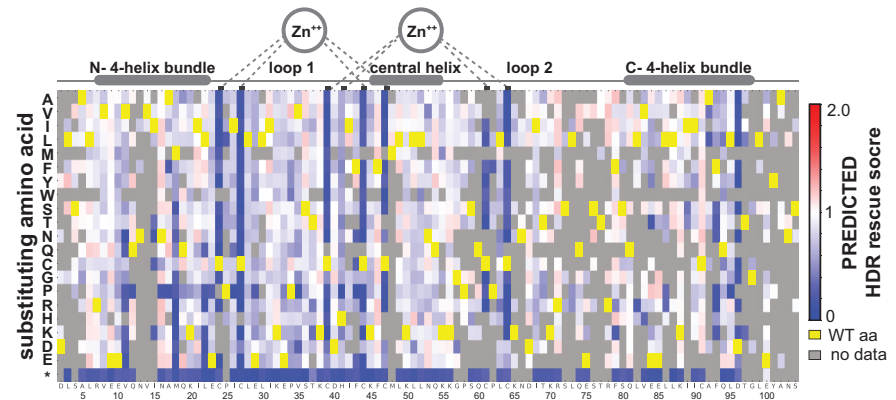 Zn++ Zn++
N- 4-helix bundle loop 1 central helix loop 2 C- 4-helix bundle
substituting amino acid
A
V
I
L
M
F
Y
W
S
T
N
Q
C
G
P
R
H
K
D
E
*
D L S A L R V E E V Q N V I N A M Q K I L E C P I C L E L I K E P V S T K C D H I F C K F C M L K L L N Q K K G P S Q C P L C K N D I T K R S L Q E S T R F S Q L V E E L L K I I C A F Q L D T G L E Y A N S
5 10 15 20 25 30 35 40 45 50 55 60 65 70 75 80 85 90 95 100
2.0
1
0
PREDICTED
HDR rescue socre
WT aa
no data